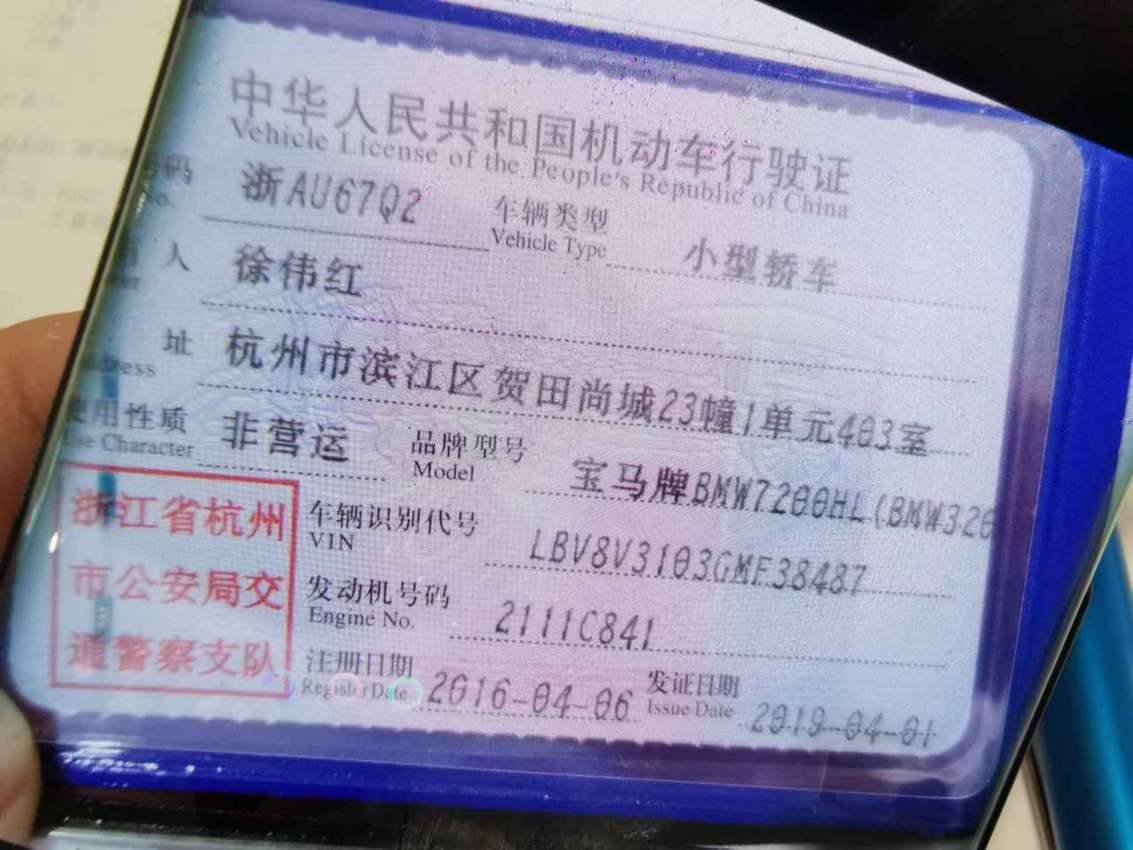 中华人民共和国机动车行驶证
Vehicle License of the People's Republic of China
码 浙AU67Q2 车辆类型 小型轿车
No. Vehicle Type
人 徐伟红
址 杭州市滨江区贺田尚城23幢1单元403室
使用性质 非营运 品牌型号 宝马牌BMW7200HL(BMW320
Use Character Model
浙江省杭州
市公安局交
通警察支队
车辆识别代号 LBV8V3103GMF38487
VIN
发动机号码 2111C841
Engine No.
注册日期 2016-04-06 发证日期 2019-04-01
Register Date Issue Date